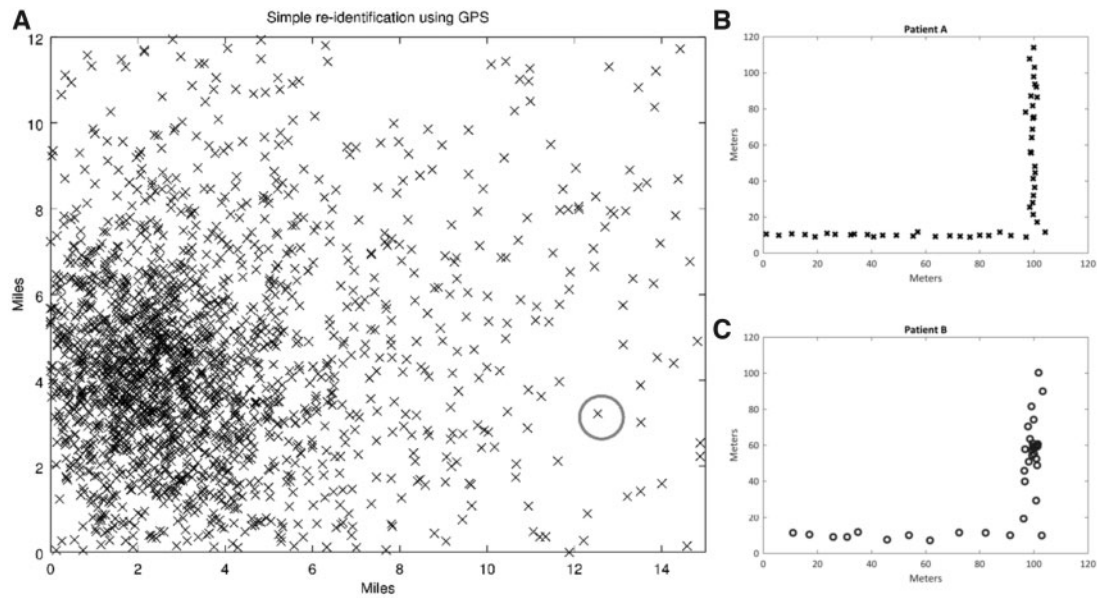 A
Simple re-identification using GPS
12
10
8
6
4
2
0
Miles
0 2 4 6 8 10 12 14
Miles
B
Patient A
120
100
80
60
40
20
0
Meters
0 20 40 60 80 100 120
Meters
C
Patient B
120
100
80
60
40
20
0
Meters
0 20 40 60 80 100 120
Meters